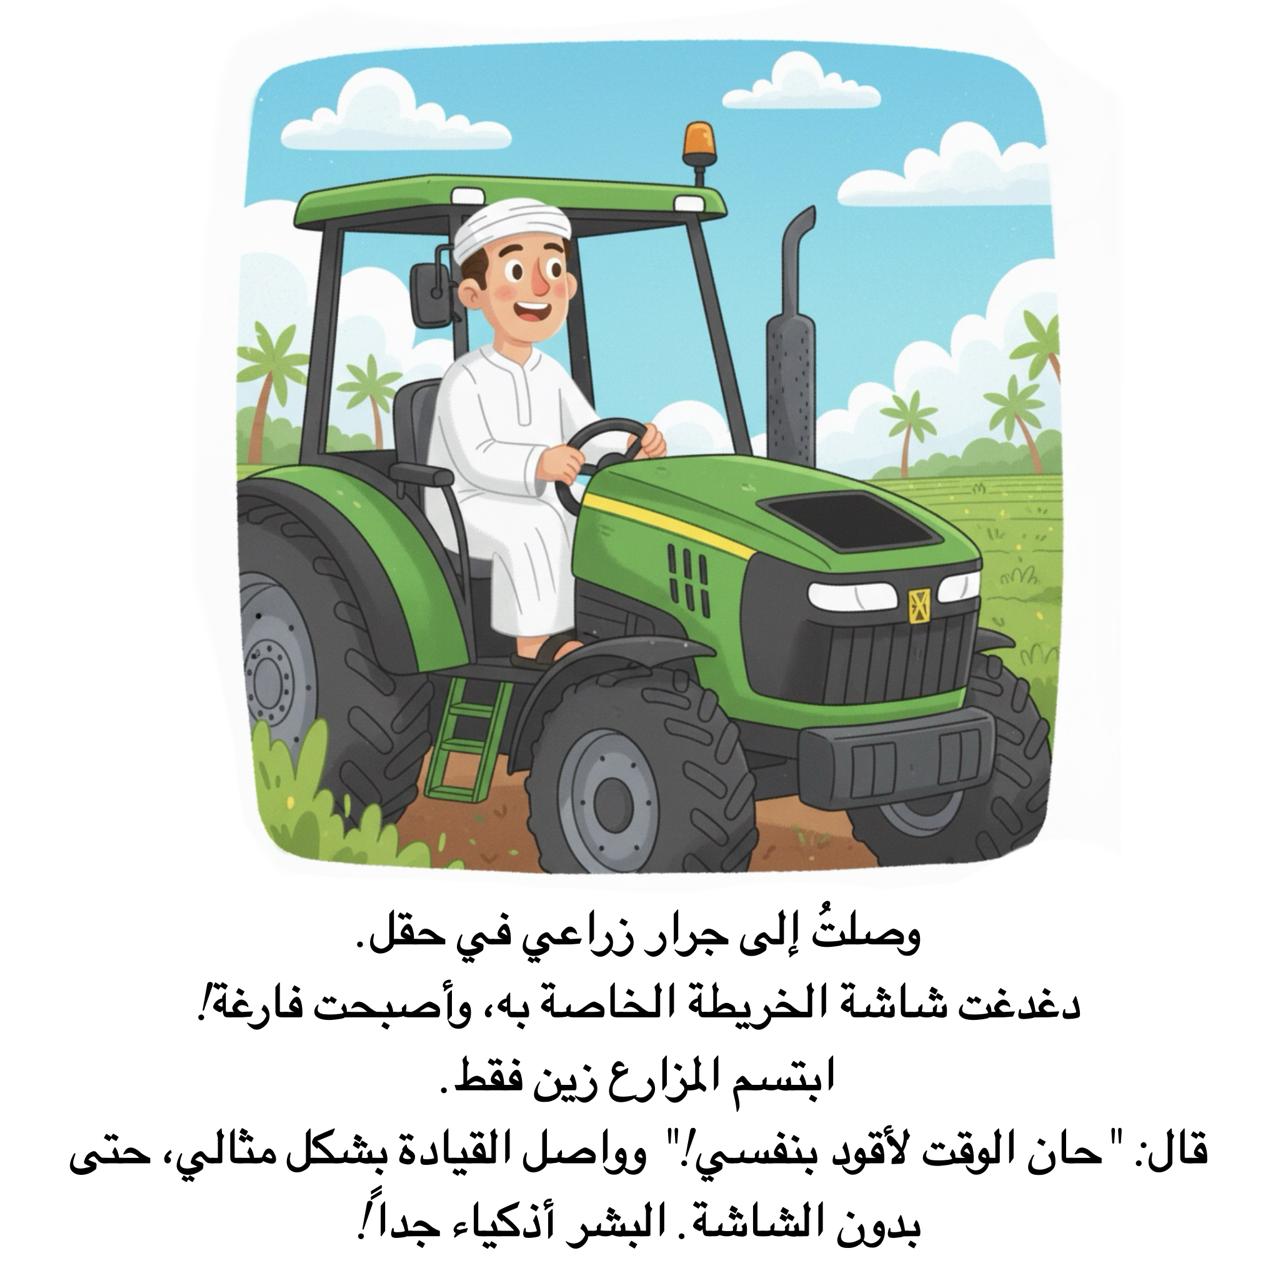 وصلتُ إلى جرار زراعي في حقل.
دغدغت شاشة الخريطة الخاصة به، وأصبحت فارغة!
ابتسم المزارع زين فقط.
قال: "حان الوقت لأقود بنفسي!" وواصل القيادة بشكل مثالي، حتى
بدون الشاشة. البشر أذكياء جداً!